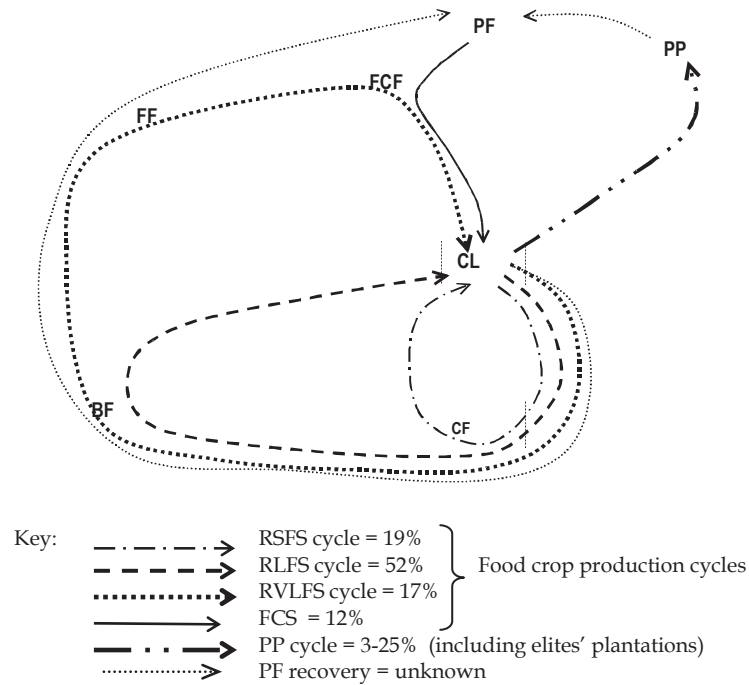 PF
PP
FCF
FF
CL
BF
CF
Key:
RSFS cycle = 19%
RLFS cycle = 52%
Food crop production cycles
RVLFS cycle = 17%
FCS = 12%
PP cycle = 3-25% (including elites' plantations)
PF recovery = unknown